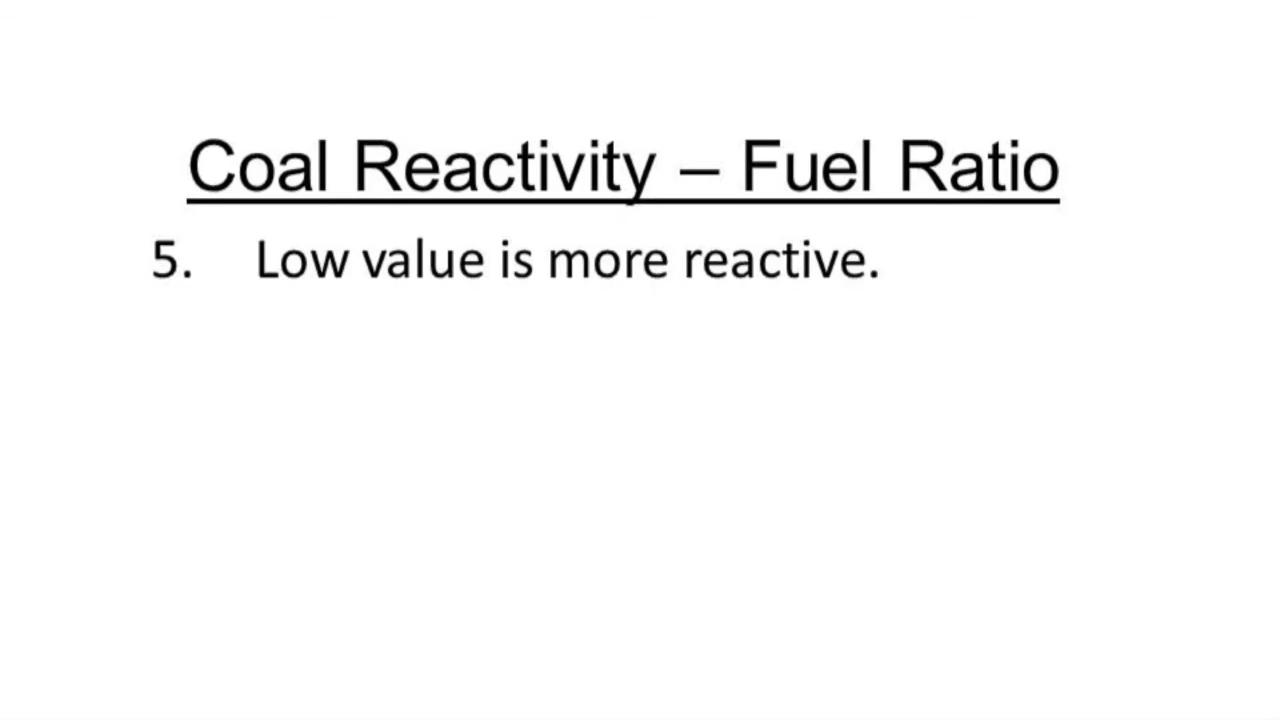 Coal Reactivity – Fuel Ratio
5. Low value is more reactive.